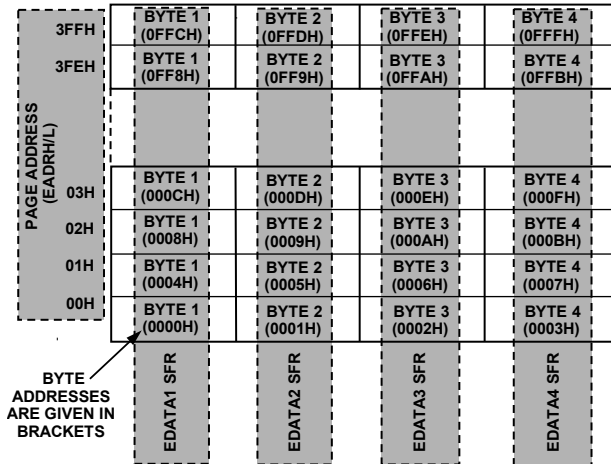 3FFH
BYTE 1 BYTE 2 BYTE 3 BYTE 4
(0FFCH) (0FFDH) (0FFEH) (0FFFH)
3FEH
BYTE 1 BYTE 2 BYTE 3 BYTE 4
(0FF8H) (0FF9H) (0FFAH) (0FFBH)
PAGE ADDRESS
(EADRH/L)
03H
BYTE 1 BYTE 2 BYTE 3 BYTE 4
(000CH) (000DH) (000EH) (000FH)
02H
BYTE 1 BYTE 2 BYTE 3 BYTE 4
(0008H) (0009H) (000AH) (000BH)
01H
BYTE 1 BYTE 2 BYTE 3 BYTE 4
(0004H) (0005H) (0006H) (0007H)
00H
BYTE 1 BYTE 2 BYTE 3 BYTE 4
(0000H) (0001H) (0002H) (0003H)
BYTE
ADDRESSES
ARE GIVEN IN
BRACKETS
EDATA1 SFR
EDATA2 SFR
EDATA3 SFR
EDATA4 SFR